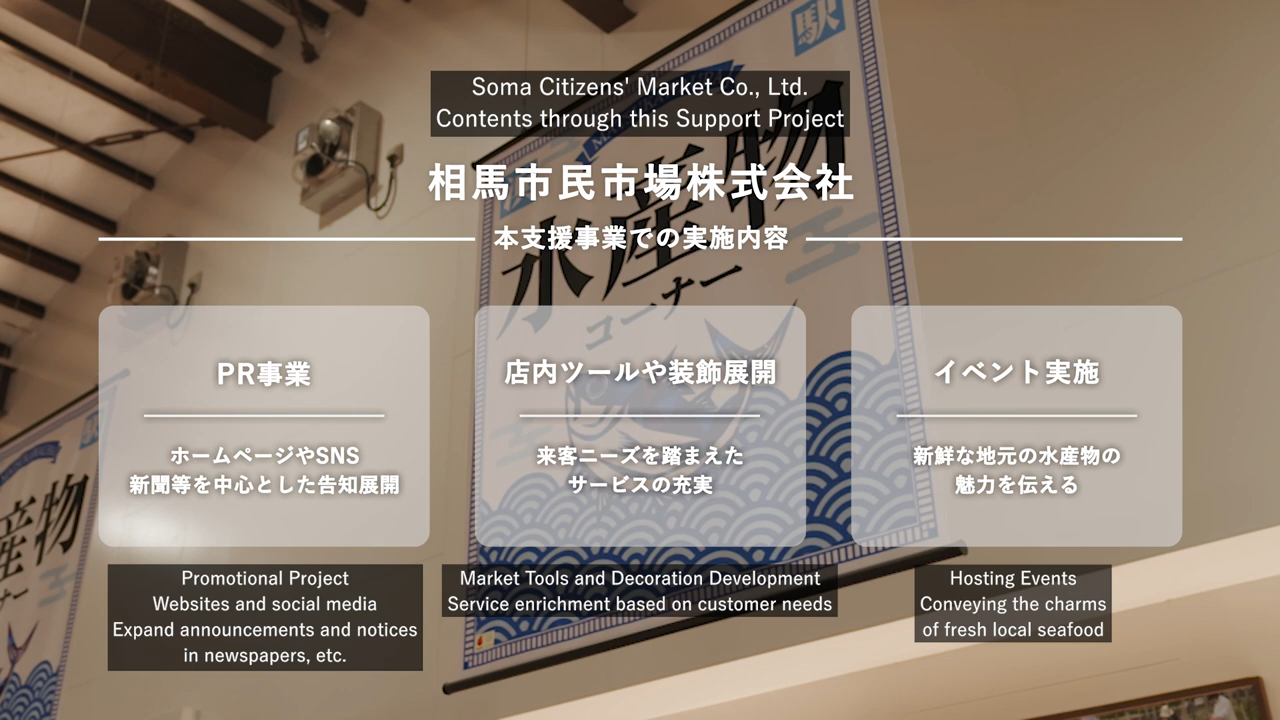 Soma Citizens' Market Co., Ltd.
Contents through this Support Project
相馬市民市場株式会社
本支援事業での実施内容
PR事業
ホームページやSNS
新聞等を中心とした告知展開
Promotional Project
Websites and social media
Expand announcements and notices
in newspapers, etc.
店内ツールや装飾展開
来客ニーズを踏まえた
サービスの充実
Market Tools and Decoration Development
Service enrichment based on customer needs
イベント実施
新鮮な地元の水産物の
魅力を伝える
Hosting Events
Conveying the charms
of fresh local seafood
駅
水産物
コーナー
産物
ナー